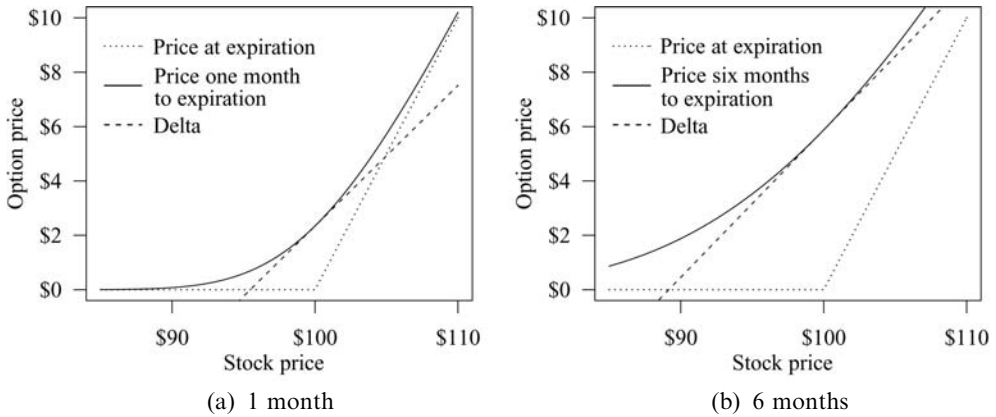 $10
$8
$6
$4
$2
$0
Option price
Price at expiration
Price one month
to expiration
Delta
$90
$100
$110
Stock price
(a) 1 month
$10
$8
$6
$4
$2
$0
Option price
Price at expiration
Price six months
to expiration
Delta
$90
$100
$110
Stock price
(b) 6 months